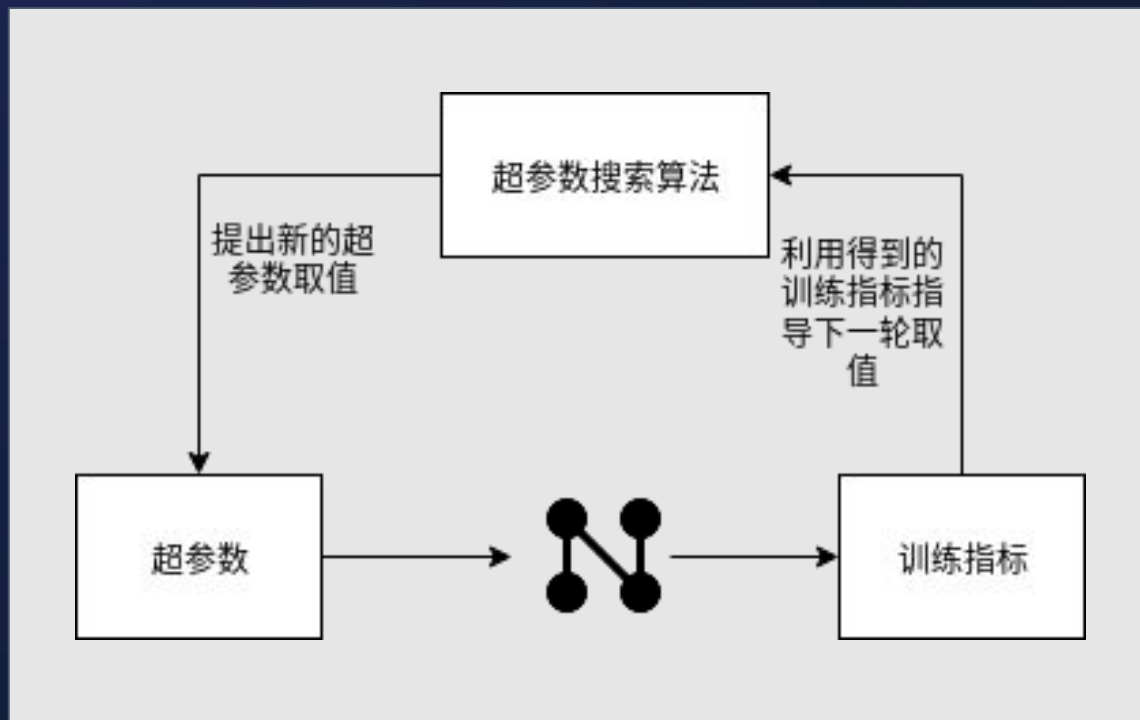 超参数搜索算法
提出新的超
参数取值
利用得到的
训练指标指
导下一轮取
值
超参数
训练指标